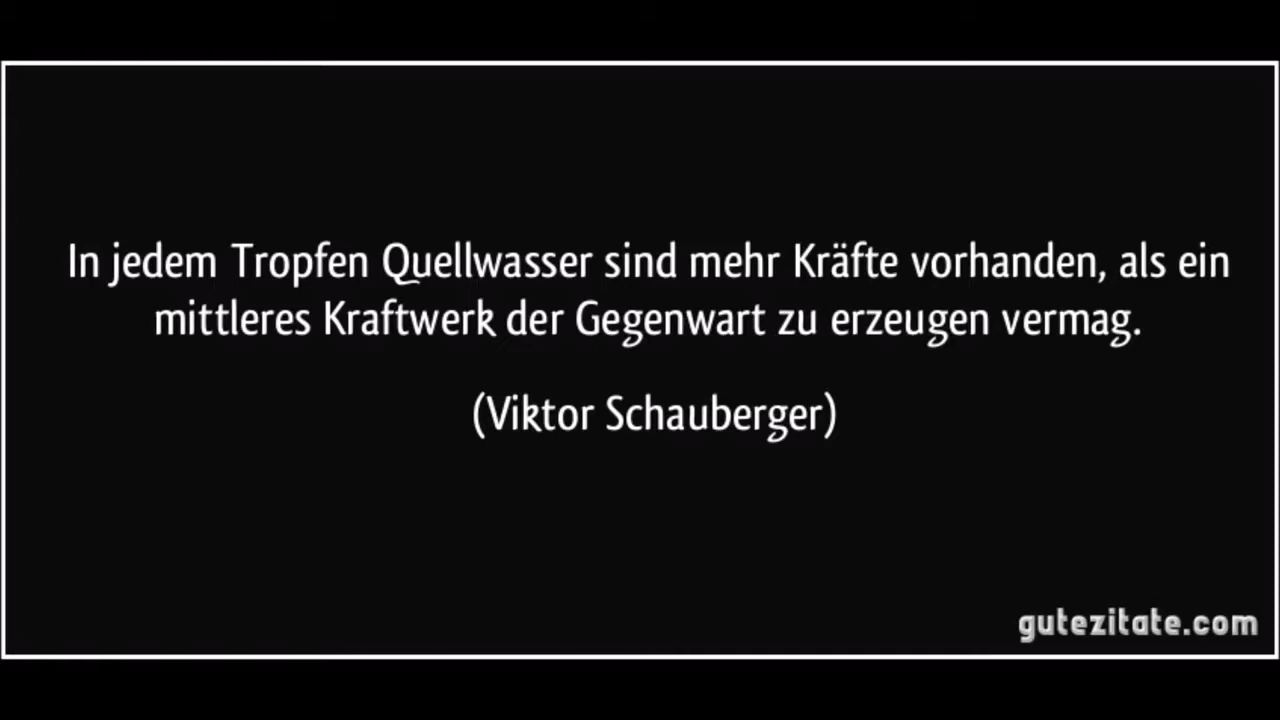 In jedem Tropfen Quellwasser sind mehr Kräfte vorhanden, als ein
mittleres Kraftwerk der Gegenwart zu erzeugen vermag.
(Viktor Schauberger)
gutezitate.com